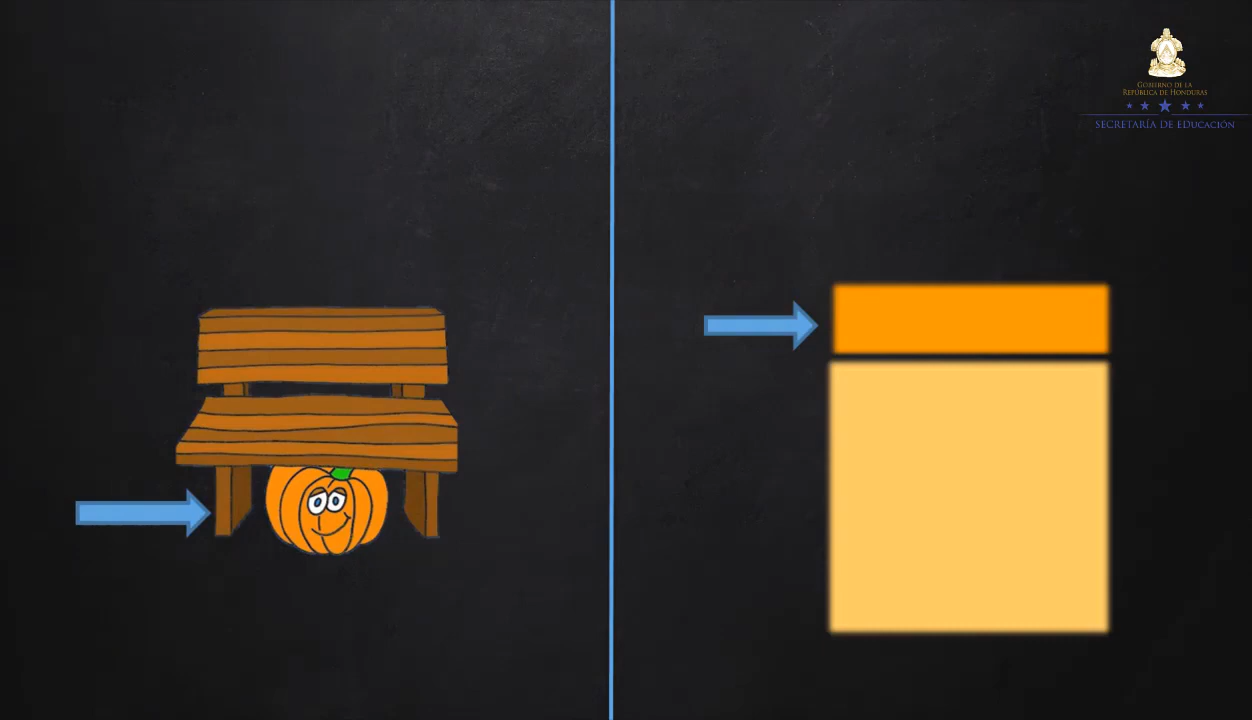 GOBIERNO DE LA
REPÚBLICA DE HONDURAS
SECRETARÍA DE EDUCACIÓN